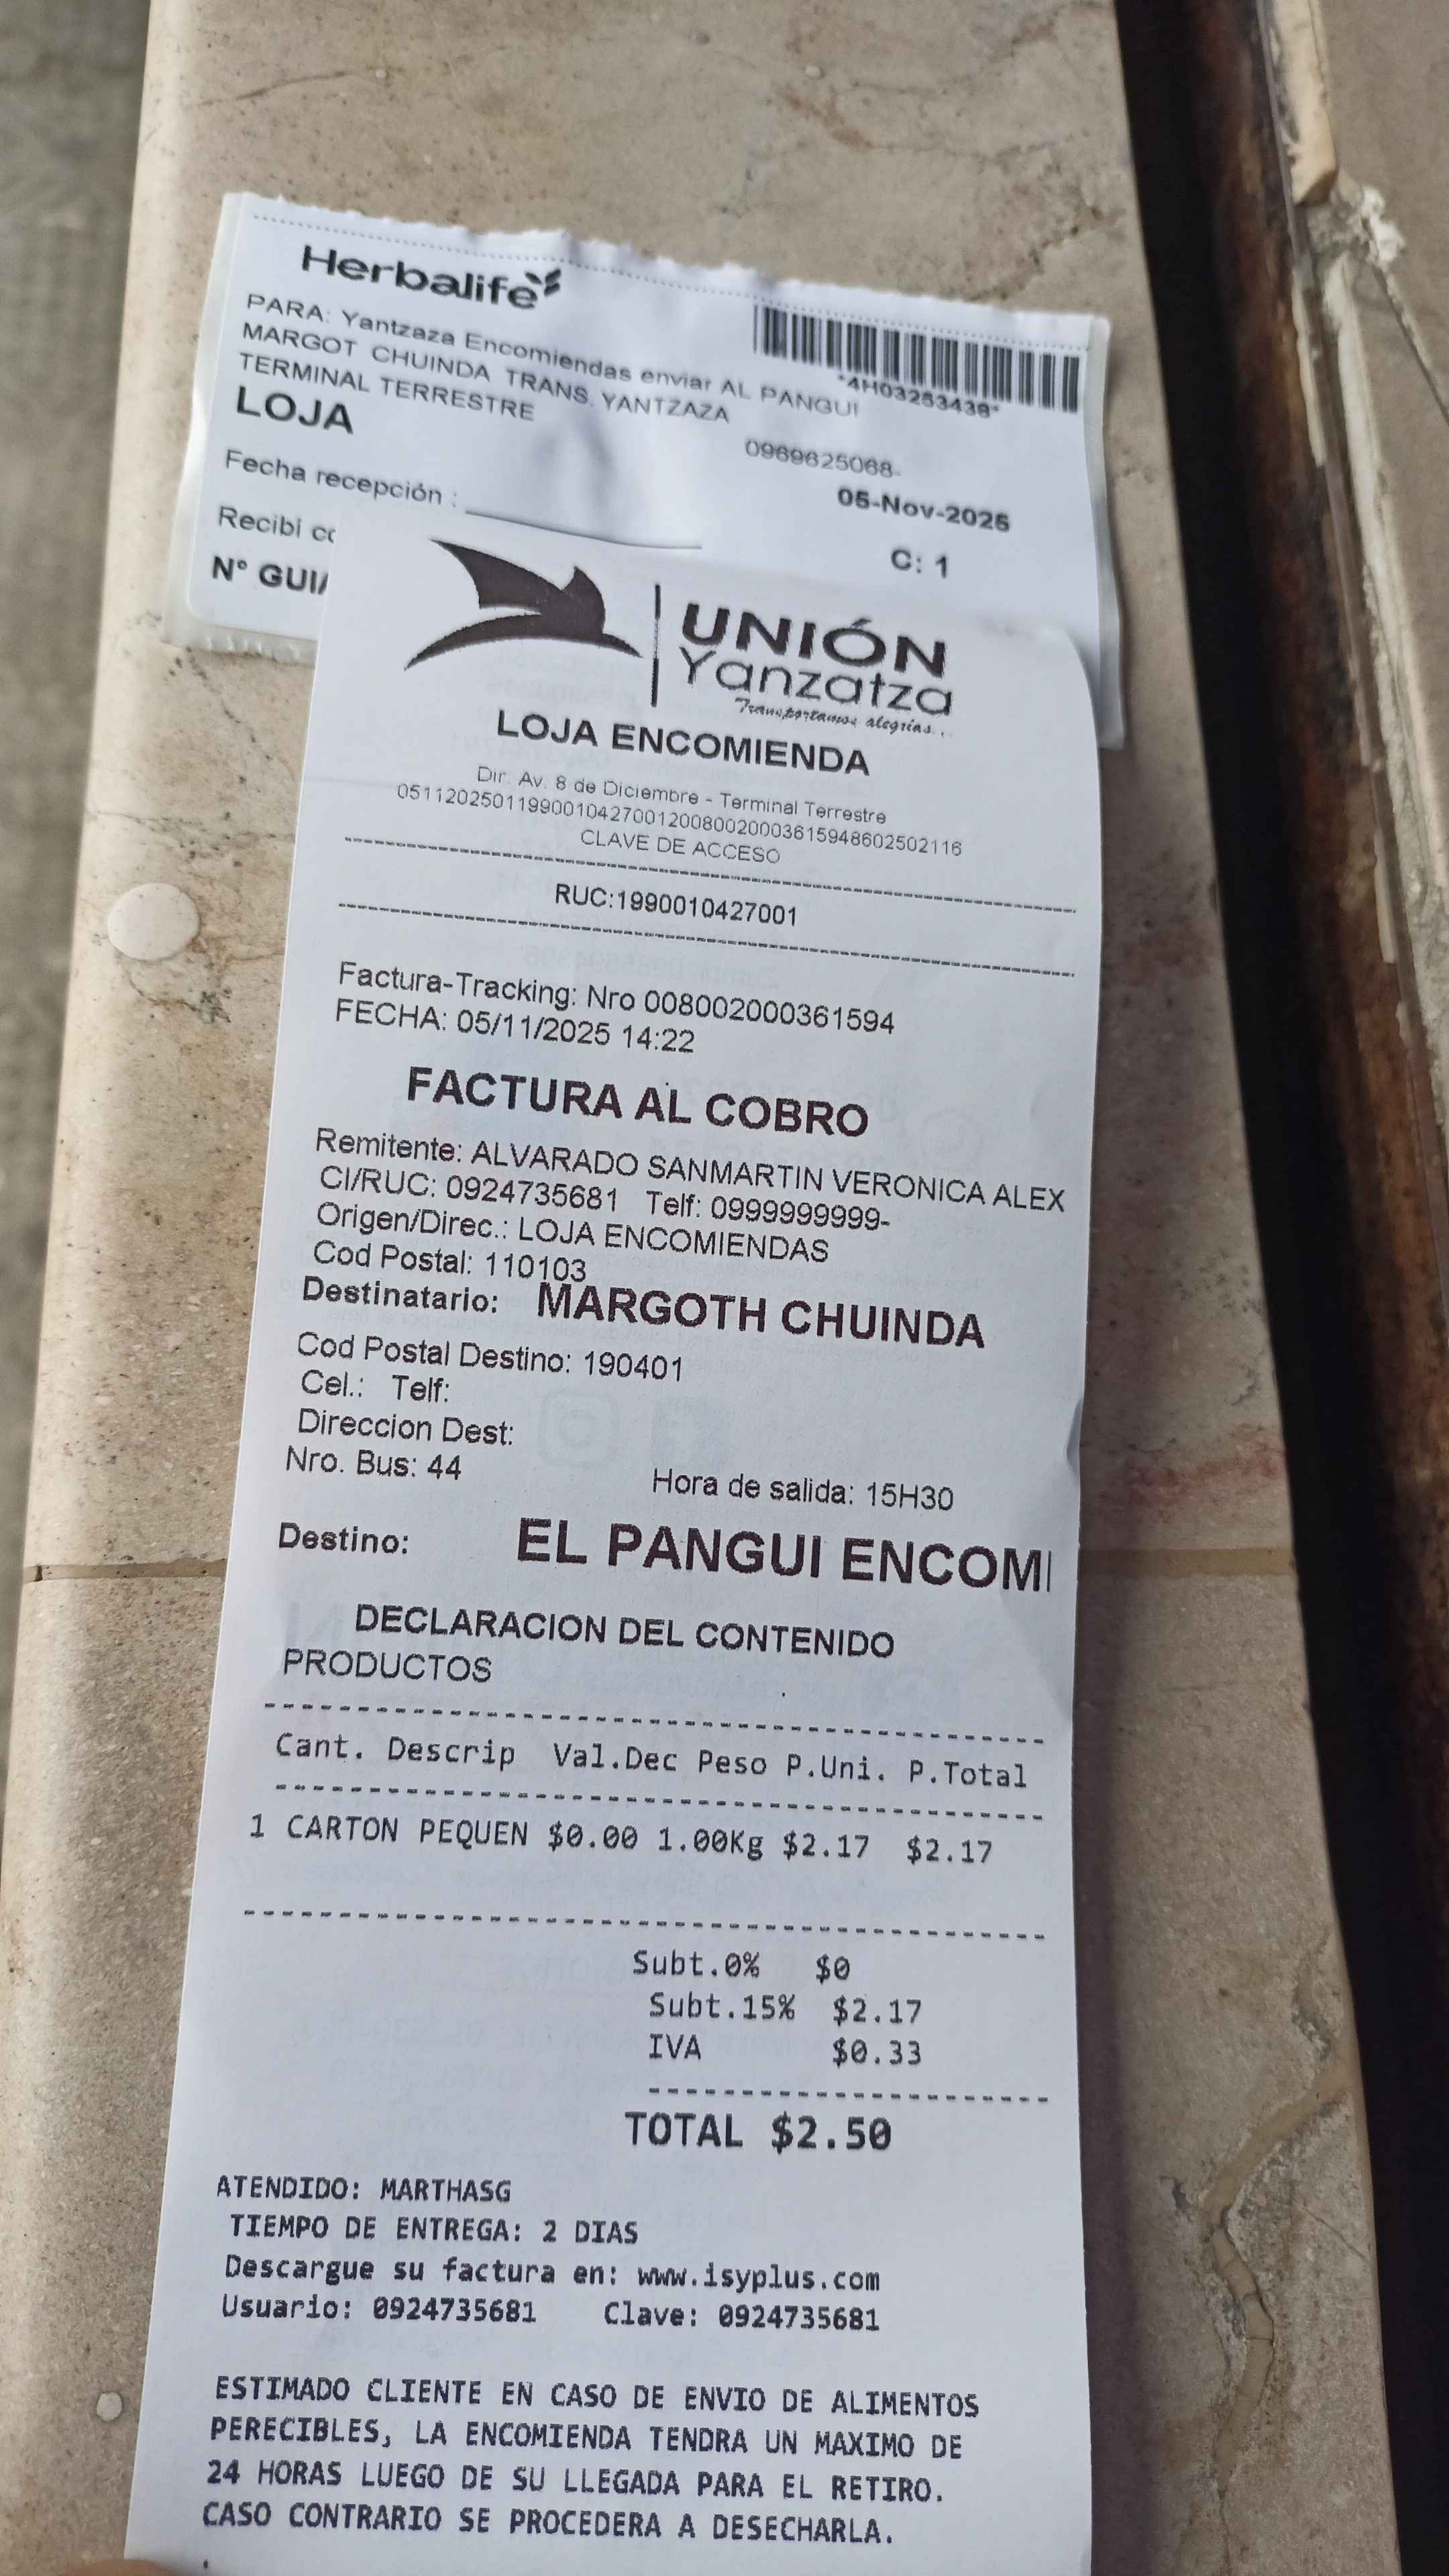 Herbalife
PARA: Yantzaza Encomiendas enviar AL PANGUI
MARGOT CHUINDA TRANS. YANTZAZA
TERMINAL TERRESTRE
LOJA
*4H03253438*
0969625068-
Fecha recepción :
05-Nov-2025
Recibi
C: 1
N°
UNIÓN
Yanzatza
Transportamos alegrías...
LOJA ENCOMIENDA
Dir. Av. 8 de Diciembre - Terminal Terrestre
0511202501199001042700120080020003615948602502116
CLAVE DE ACCESO
RUC:1990010427001
Factura-Tracking: Nro 008002000361594
FECHA: 05/11/2025 14:22
FACTURA AL COBRO
Remitente: ALVARADO SANMARTIN VERONICA ALEX
CI/RUC: 0924735681 Telf: 0999999999-
Origen/Direc.: LOJA ENCOMIENDAS
Cod Postal: 110103
Destinatario: MARGOTH CHUINDA
Cod Postal Destino: 190401
Cel.: Telf:
Direccion Dest:
Nro. Bus: 44 Hora de salida: 15H30
Destino: EL PANGUI ENCOMI
DECLARACION DEL CONTENIDO
PRODUCTOS
Cant. Descrip Val.Dec Peso P.Uni. P.Total
1 CARTON PEQUEN $0.00 1.00Kg $2.17 $2.17
Subt.0% $0
Subt.15% $2.17
IVA $0.33
TOTAL $2.50
ATENDIDO: MARTHASG
TIEMPO DE ENTREGA: 2 DIAS
Descargue su factura en: www.isyplus.com
Usuario: 0924735681 Clave: 0924735681
ESTIMADO CLIENTE EN CASO DE ENVIO DE ALIMENTOS
PERECIBLES, LA ENCOMIENDA TENDRA UN MAXIMO DE
24 HORAS LUEGO DE SU LLEGADA PARA EL RETIRO.
CASO CONTRARIO SE PROCEDERA A DESECHARLA.